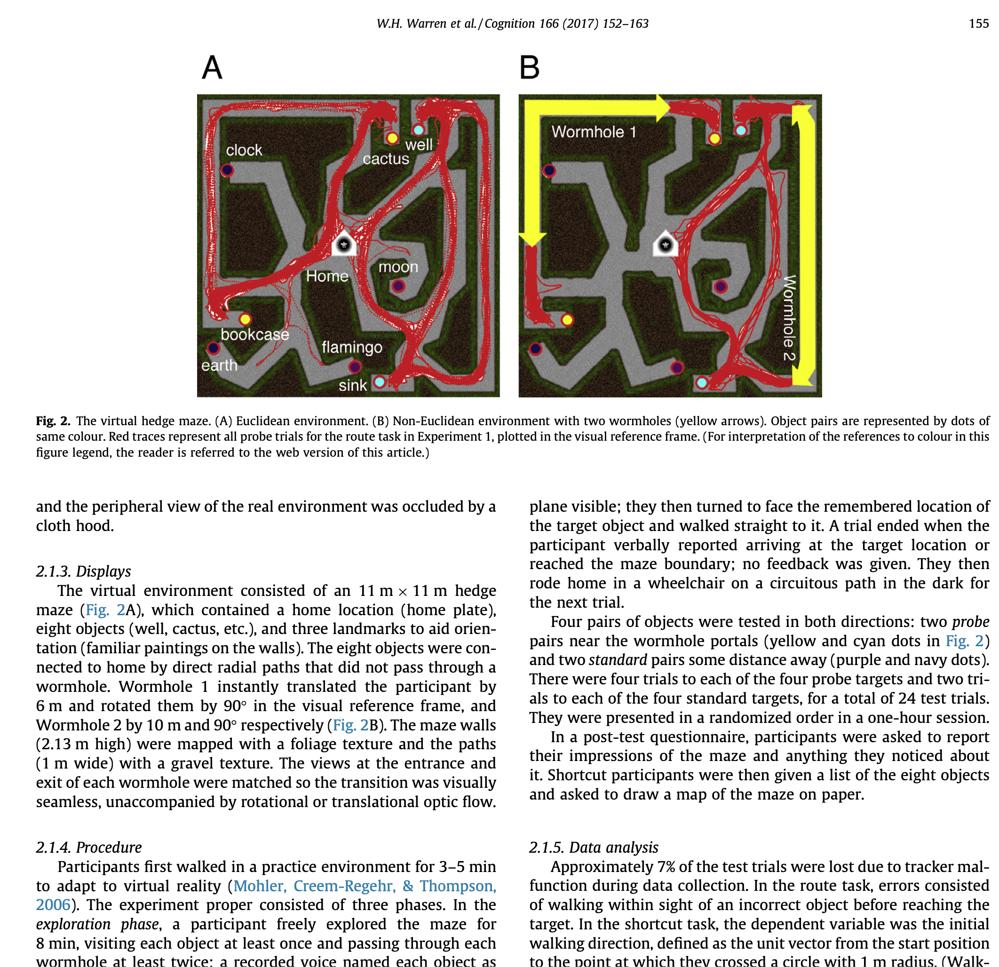 W.H. Warren et al. / Cognition 166 (2017) 152–163
155
A
B
clock
well
cactus
Home
moon
bookcase
flamingo
earth
sink
Wormhole 1
Wormhole 2
Fig. 2. The virtual hedge maze. (A) Euclidean environment. (B) Non-Euclidean environment with two wormholes (yellow arrows). Object pairs are represented by dots of
same colour. Red traces represent all probe trials for the route task in Experiment 1, plotted in the visual reference frame. (For interpretation of the references to colour in this
figure legend, the reader is referred to the web version of this article.)
and the peripheral view of the real environment was occluded by a
cloth hood.
2.1.3. Displays
The virtual environment consisted of an 11 m × 11 m hedge
maze (Fig. 2A), which contained a home location (home plate),
eight objects (well, cactus, etc.), and three landmarks to aid orien-
tation (familiar paintings on the walls). The eight objects were con-
nected to home by direct radial paths that did not pass through a
wormhole. Wormhole 1 instantly translated the participant by
6 m and rotated them by 90° in the visual reference frame, and
Wormhole 2 by 10 m and 90° respectively (Fig. 2B). The maze walls
(2.13 m high) were mapped with a foliage texture and the paths
(1 m wide) with a gravel texture. The views at the entrance and
exit of each wormhole were matched so the transition was visually
seamless, unaccompanied by rotational or translational optic flow.
2.1.4. Procedure
Participants first walked in a practice environment for 3–5 min
to adapt to virtual reality (Mohler, Creem-Regehr, & Thompson,
2006). The experiment proper consisted of three phases. In the
exploration phase, a participant freely explored the maze for
8 min, visiting each object at least once and passing through each
wormhole at least twice; a recorded voice named each object as
plane visible; they then turned to face the remembered location of
the target object and walked straight to it. A trial ended when the
participant verbally reported arriving at the target location or
reached the maze boundary; no feedback was given. They then
rode home in a wheelchair on a circuitous path in the dark for
the next trial.
Four pairs of objects were tested in both directions: two probe
pairs near the wormhole portals (yellow and cyan dots in Fig. 2)
and two standard pairs some distance away (purple and navy dots).
There were four trials to each of the four probe targets and two tri-
als to each of the four standard targets, for a total of 24 test trials.
They were presented in a randomized order in a one-hour session.
In a post-test questionnaire, participants were asked to report
their impressions of the maze and anything they noticed about
it. Shortcut participants were then given a list of the eight objects
and asked to draw a map of the maze on paper.
2.1.5. Data analysis
Approximately 7% of the test trials were lost due to tracker mal-
function during data collection. In the route task, errors consisted
of walking within sight of an incorrect object before reaching the
target. In the shortcut task, the dependent variable was the initial
walking direction, defined as the unit vector from the start position
to the point at which they crossed a circle with 1 m radius. (Walk-